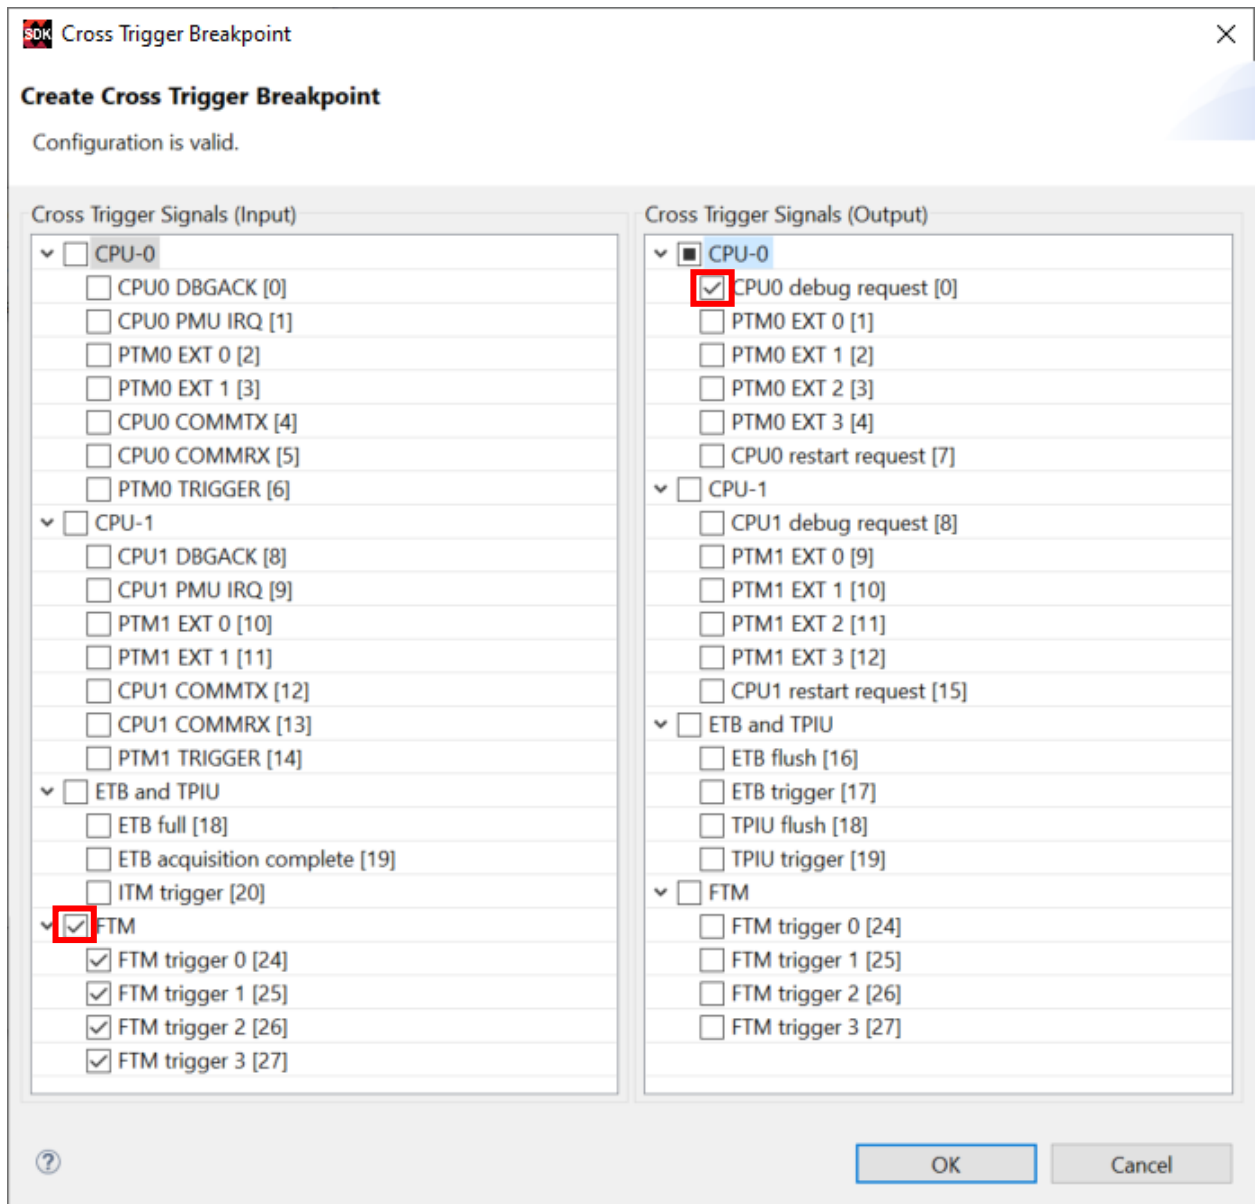 SDK Cross Trigger Breakpoint
Create Cross Trigger Breakpoint
Configuration is valid.
Cross Trigger Signals (Input)
CPU-0
CPU0 DBGACK [0]
CPU0 PMU IRQ [1]
PTM0 EXT 0 [2]
PTM0 EXT 1 [3]
CPU0 COMMTX [4]
CPU0 COMMRX [5]
PTM0 TRIGGER [6]
CPU-1
CPU1 DBGACK [8]
CPU1 PMU IRQ [9]
PTM1 EXT 0 [10]
PTM1 EXT 1 [11]
CPU1 COMMTX [12]
CPU1 COMMRX [13]
PTM1 TRIGGER [14]
ETB and TPIU
ETB full [18]
ETB acquisition complete [19]
ITM trigger [20]
FTM
FTM trigger 0 [24]
FTM trigger 1 [25]
FTM trigger 2 [26]
FTM trigger 3 [27]
Cross Trigger Signals (Output)
CPU-0
CPU0 debug request [0]
PTM0 EXT 0 [1]
PTM0 EXT 1 [2]
PTM0 EXT 2 [3]
PTM0 EXT 3 [4]
CPU0 restart request [7]
CPU-1
CPU1 debug request [8]
PTM1 EXT 0 [9]
PTM1 EXT 1 [10]
PTM1 EXT 2 [11]
PTM1 EXT 3 [12]
CPU1 restart request [15]
ETB and TPIU
ETB flush [16]
ETB trigger [17]
TPIU flush [18]
TPIU trigger [19]
FTM
FTM trigger 0 [24]
FTM trigger 1 [25]
FTM trigger 2 [26]
FTM trigger 3 [27]
?
OK
Cancel